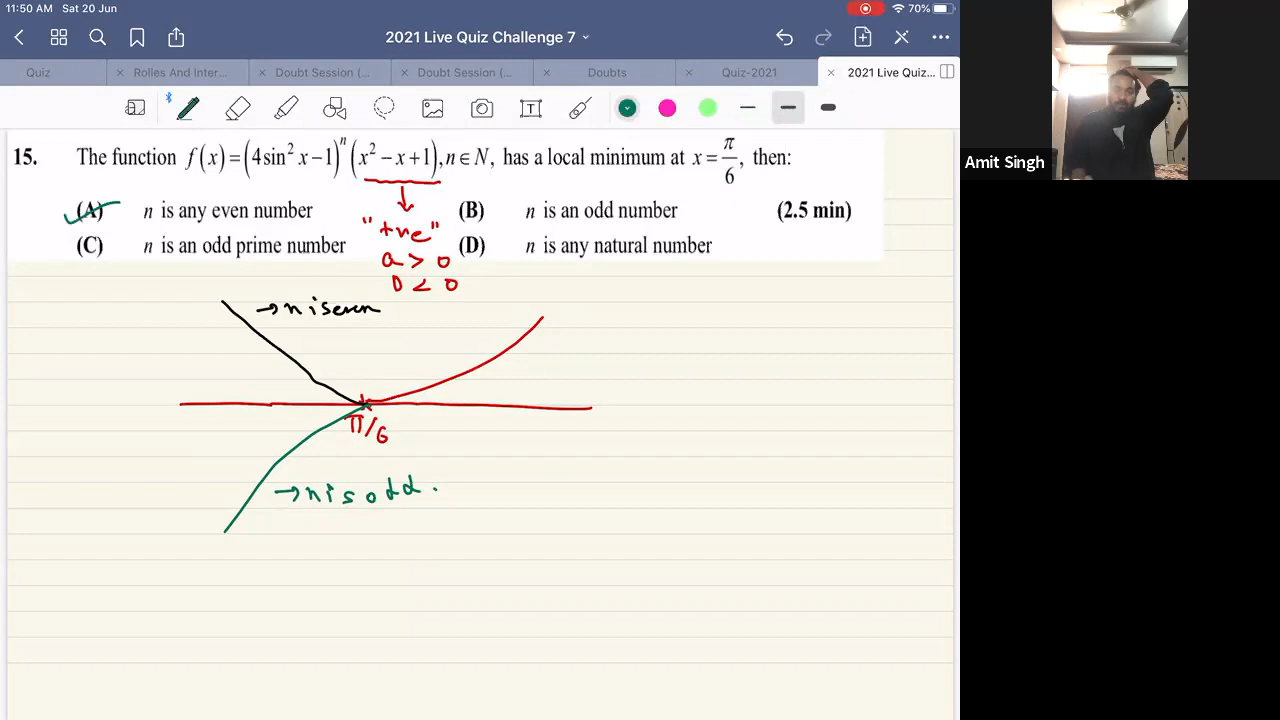 11:50 AM Sat 20 Jun
70%
2021 Live Quiz Challenge 7
Quiz
Rolles And Inter...
Doubt Session (...
Doubt Session (...
Doubts
Quiz-2021
2021 Live Quiz...
15. The function f(x)=(4sin² x−1)ⁿ(x²−x+1), n∈N, has a local minimum at x=π/6, then:
(A) n is any even number (B) n is an odd number (2.5 min)
(C) n is an odd prime number (D) n is any natural number
"+ve"
a > 0
D < 0
→ n is even
π/6
→ n is odd.
Amit Singh